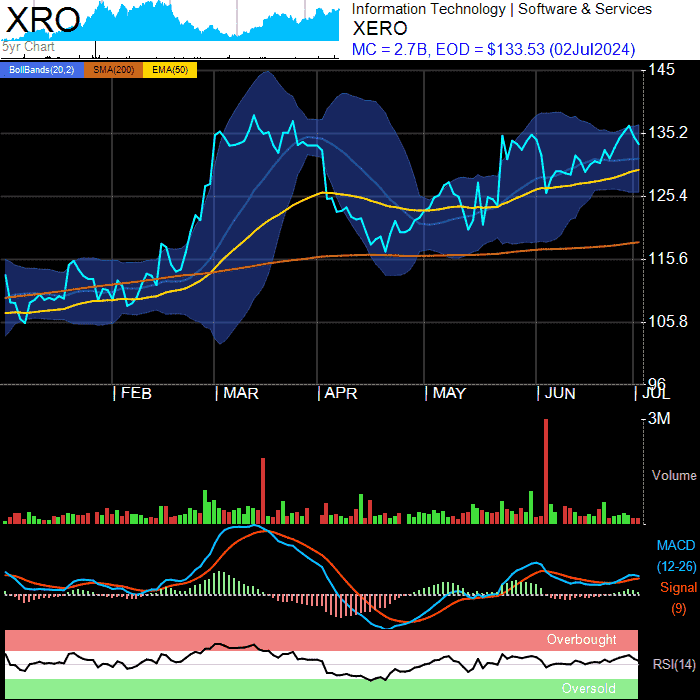 XRO
5yr Chart
Information Technology | Software & Services
XERO
MC = 2.7B, EOD = $133.53 (02Jul2024)
BollBands(20,2) SMA(200) EMA(50)
145
135.2
125.4
115.6
105.8
96
FEB MAR APR MAY JUN JUL
3M
Volume
MACD
(12-26)
Signal
(9)
Overbought
RSI(14)
Oversold